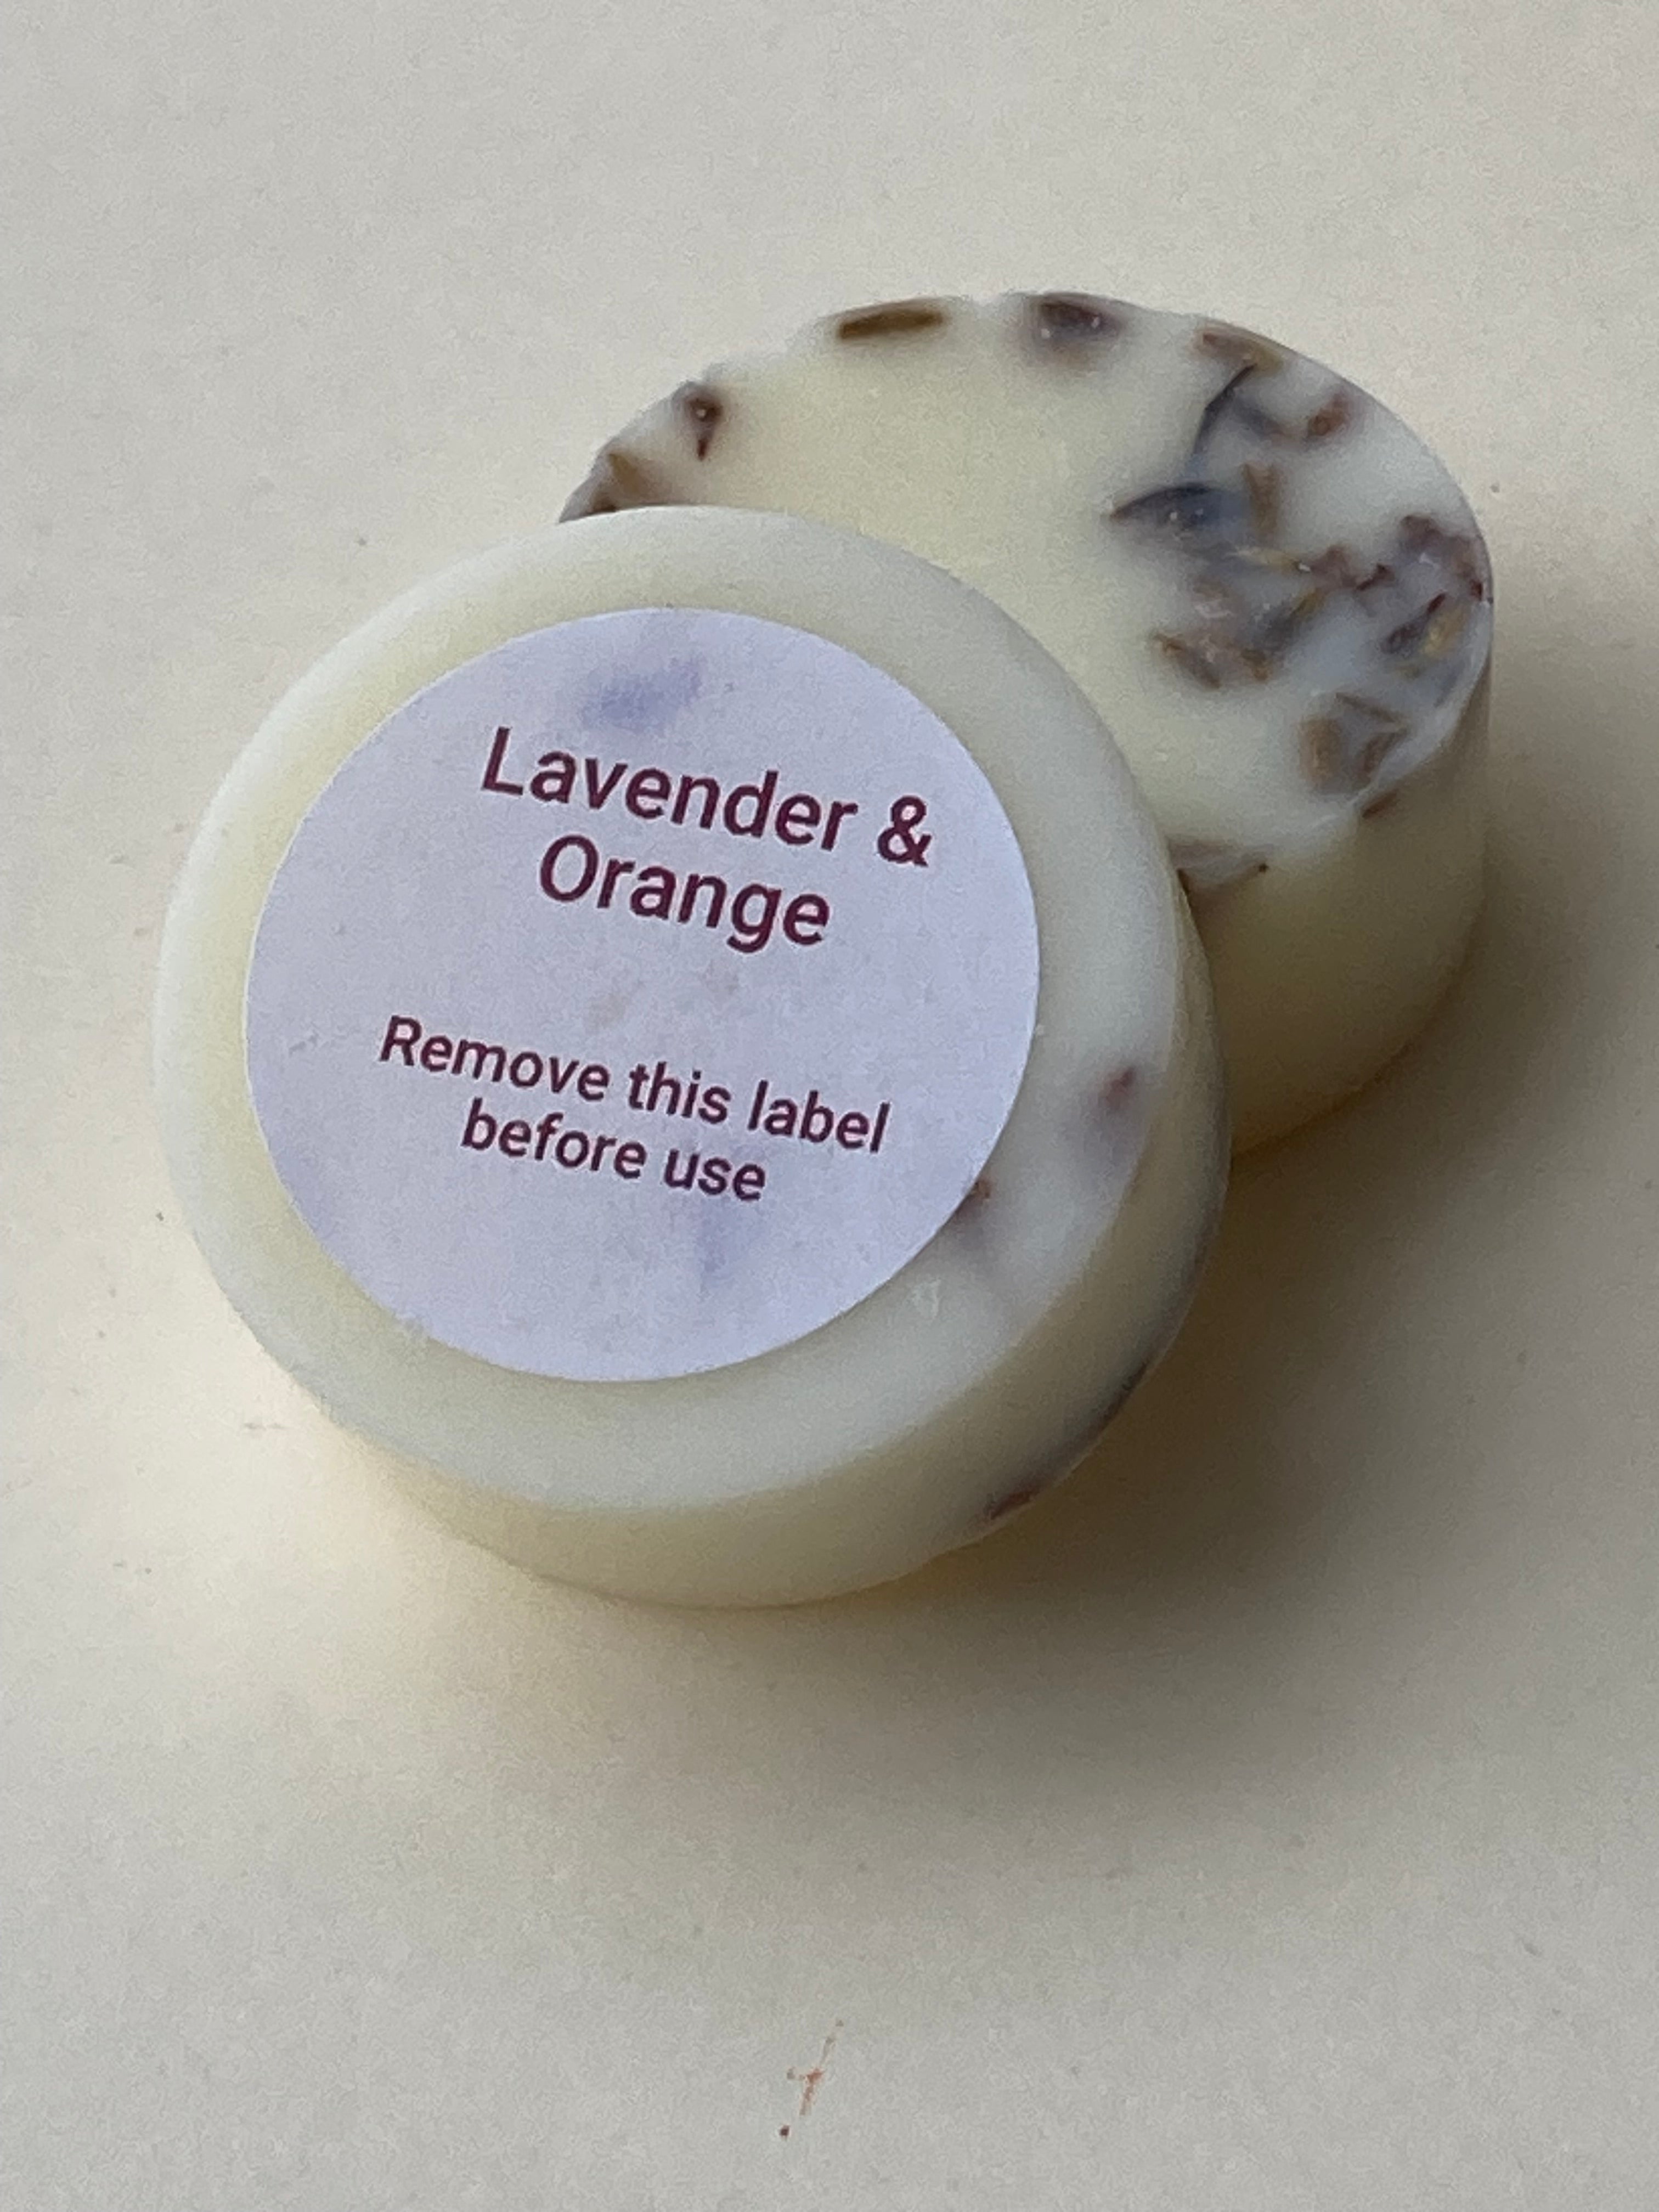 Lavender &
Orange
Remove this label
before use